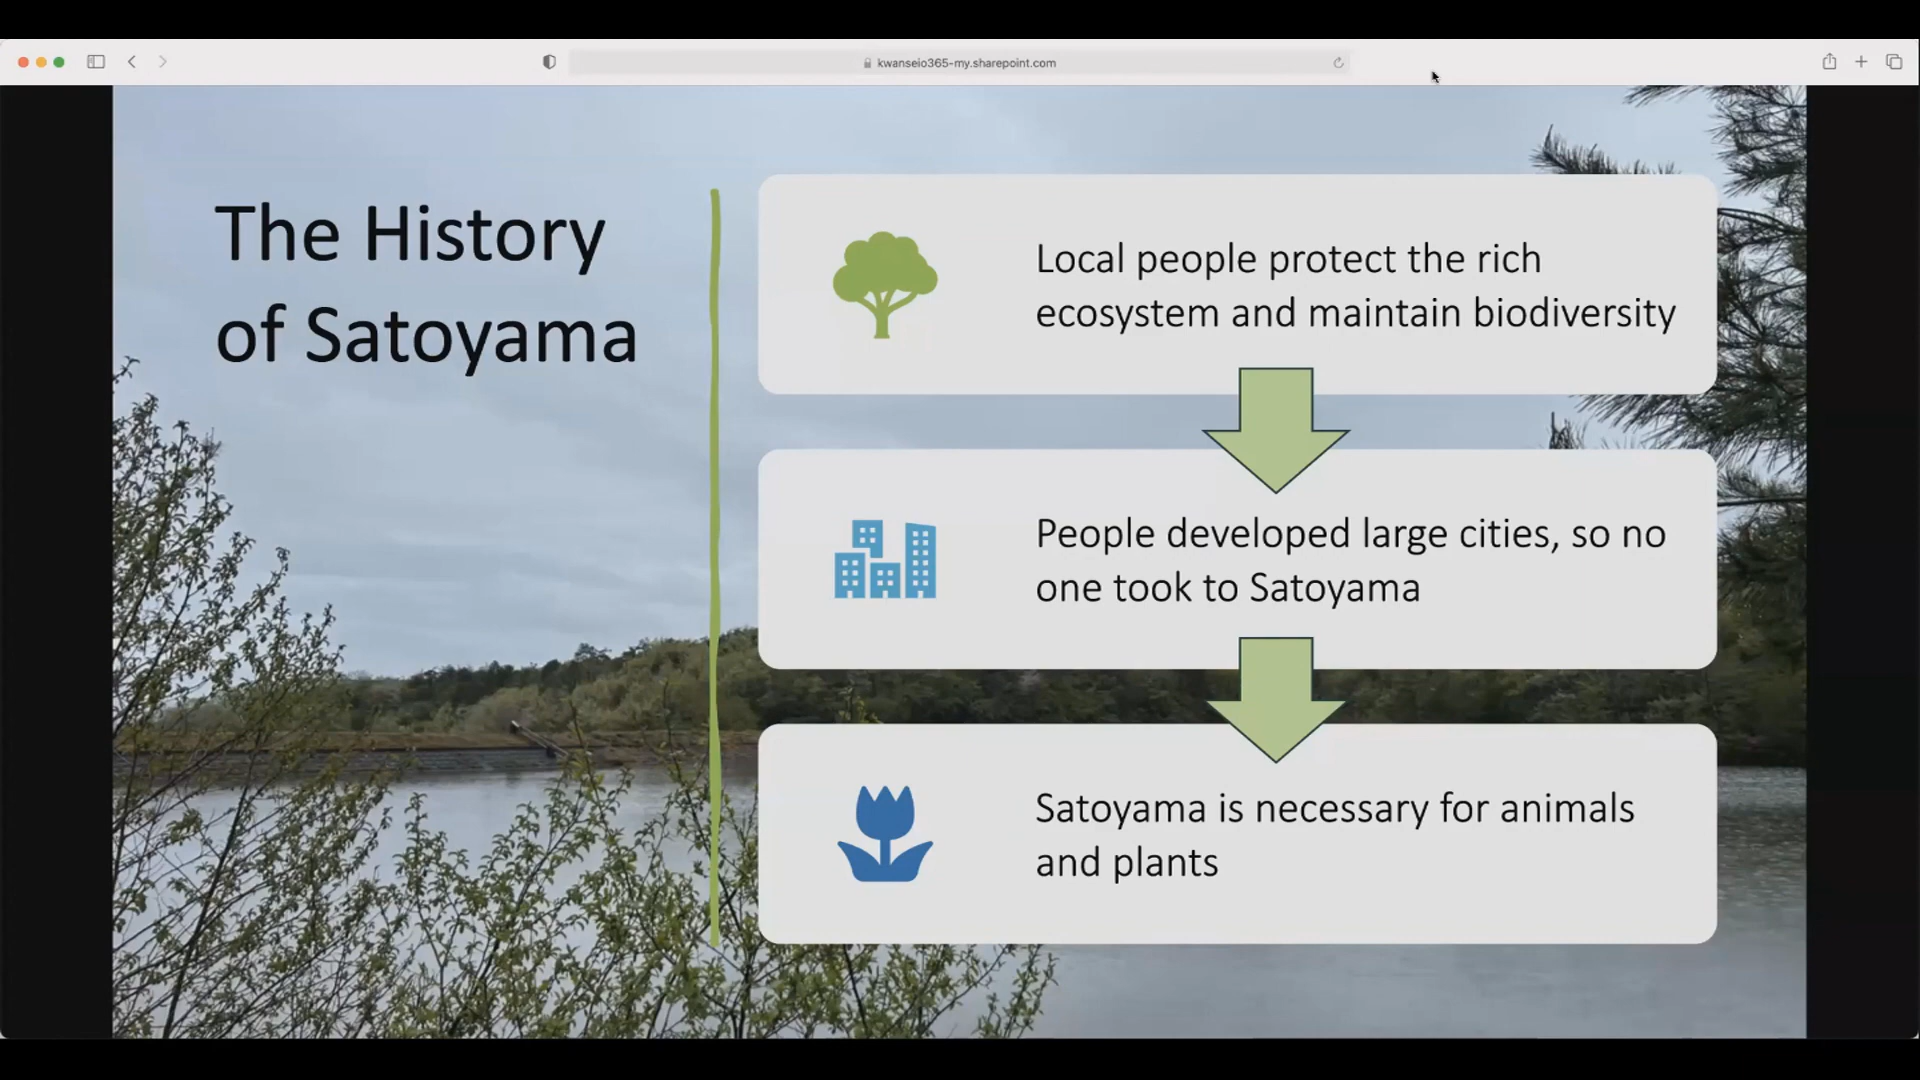 kwanseio365-my.sharepoint.com
The History
of Satoyama
Local people protect the rich
ecosystem and maintain biodiversity
People developed large cities, so no
one took to Satoyama
Satoyama is necessary for animals
and plants